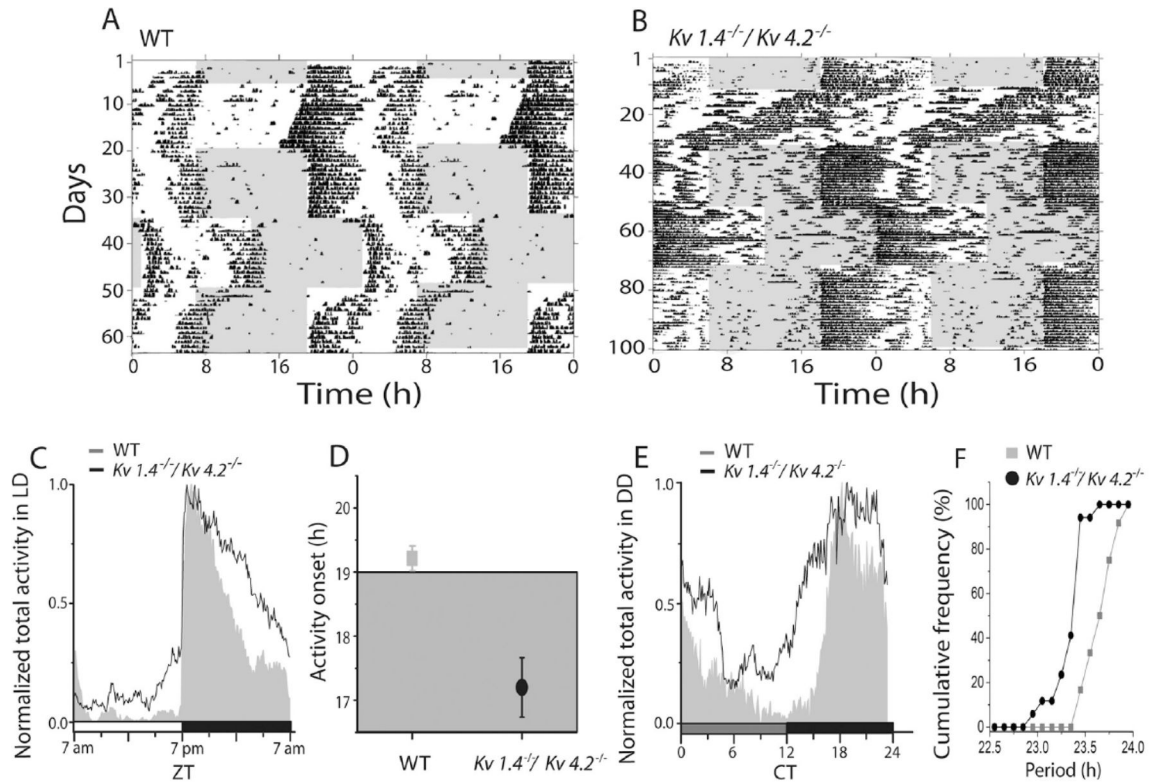 A
WT
B
Kv 1.4-/-/ Kv 4.2-/-
Days
1
10
20
30
40
50
60
0 8 16 0 8 16 0
Time (h)
1
20
40
60
80
100
0 8 16 0 8 16 0
Time (h)
C
WT
Kv 1.4-/-/ Kv 4.2-/-
Normalized total activity in LD
1.0
0.5
0.0
7 am 7 pm 7 am
ZT
D
Activity onset (h)
20
19
18
17
WT Kv 1.4-/-/ Kv 4.2-/-
E
WT
Kv 1.4-/-/ Kv 4.2-/-
Normalized total activity in DD
1.0
0.5
0.0
0 6 12 18 24
CT
F
WT
Kv 1.4-/-/ Kv 4.2-/-
Cumulative frequency (%)
100
80
60
40
20
0
22.5 23.0 23.5 24.0
Period (h)